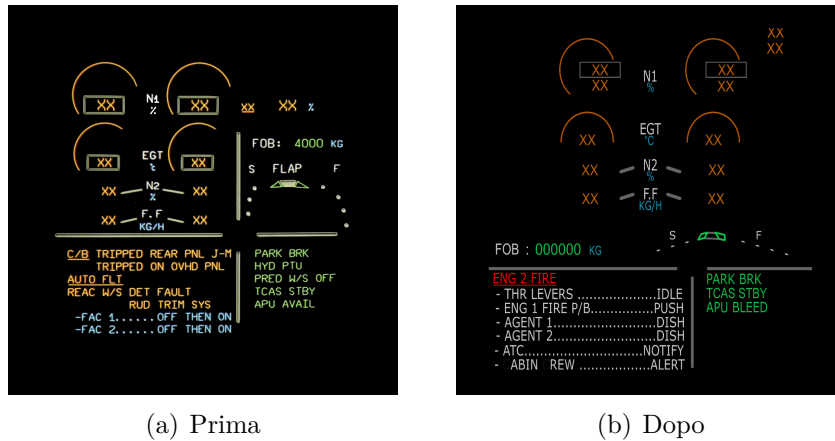 XX N1 XX XX XX %
%
XX EGT XX
°C
XX N2 XX
%
XX F.F XX
KG/H
FOB: 4000 KG
S FLAP F
C/B TRIPPED REAR PNL J-M
TRIPPED ON OVHD PNL
AUTO FLT
REAC W/S DET FAULT
RUD TRIM SYS
-FAC 1......OFF THEN ON
-FAC 2......OFF THEN ON
PARK BRK
HYD PTU
PRED W/S OFF
TCAS STBY
APU AVAIL
(a) Prima
XX
XX
XX N1 XX
XX % XX
EGT
XX °C XX
N2
XX % XX
XX F.F XX
KG/H
S F
FOB : 000000 KG
ENG 2 FIRE
- THR LEVERS ...............IDLE
- ENG 1 FIRE P/B............PUSH
- AGENT 1.......................DISH
- AGENT 2.......................DISH
- ATC..........................NOTIFY
- ABIN REW ..............ALERT
PARK BRK
TCAS STBY
APU BLEED
(b) Dopo